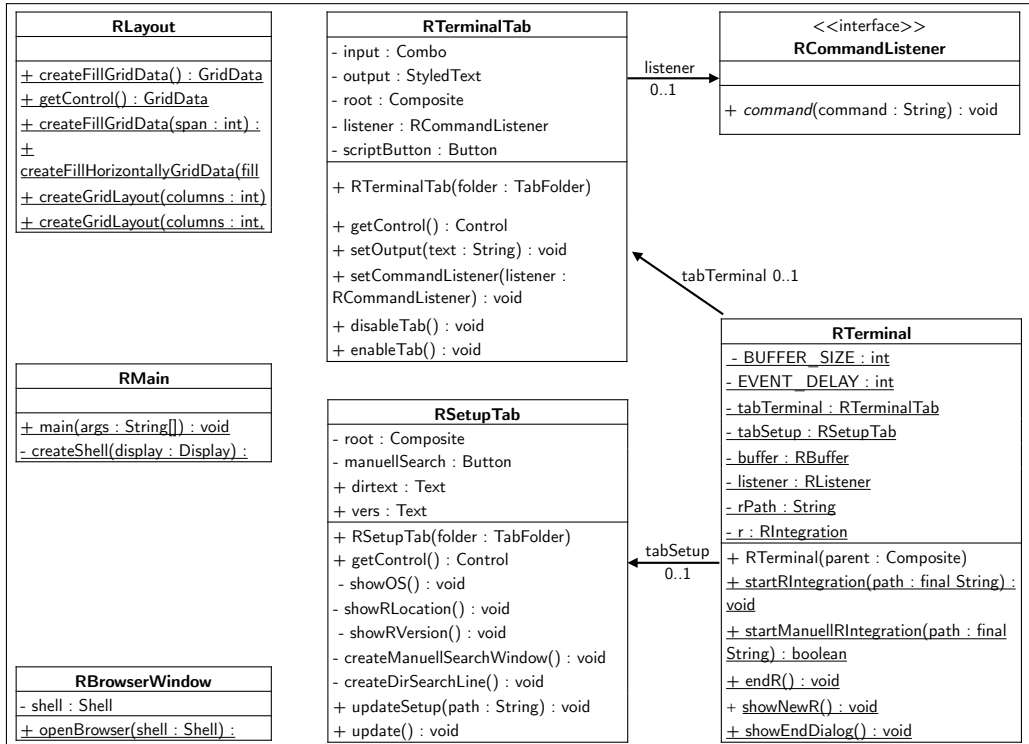 RLayout
+ createFillGridData() : GridData
+ getControl() : GridData
+ createFillGridData(span : int) :
+
createFillHorizontallyGridData(fill
+ createGridLayout(columns : int)
+ createGridLayout(columns : int,
RTerminalTab
- input : Combo
- output : StyledText
- root : Composite
- listener : RCommandListener
- scriptButton : Button
+ RTerminalTab(folder : TabFolder)
+ getControl() : Control
+ setOutput(text : String) : void
+ setCommandListener(listener :
RCommandListener) : void
+ disableTab() : void
+ enableTab() : void
listener
0..1
<<interface>>
RCommandListener
+ command(command : String) : void
tabTerminal 0..1
RMain
+ main(args : String[]) : void
- createShell(display : Display) :
RSetupTab
- root : Composite
- manuellSearch : Button
+ dirtext : Text
+ vers : Text
+ RSetupTab(folder : TabFolder)
+ getControl() : Control
- showOS() : void
- showRLocation() : void
- showRVersion() : void
- createManuellSearchWindow() : void
- createDirSearchLine() : void
+ updateSetup(path : String) : void
+ update() : void
tabSetup
0..1
RTerminal
- BUFFER_SIZE : int
- EVENT_DELAY : int
- tabTerminal : RTerminalTab
- tabSetup : RSetupTab
- buffer : RBuffer
- listener : RListener
- rPath : String
- r : RIntegration
+ RTerminal(parent : Composite)
+ startRIntegration(path : final String) :
void
+ startManuellRIntegration(path : final
String) : boolean
+ endR() : void
+ showNewR() : void
+ showEndDialog() : void
RBrowserWindow
- shell : Shell
+ openBrowser(shell : Shell) :